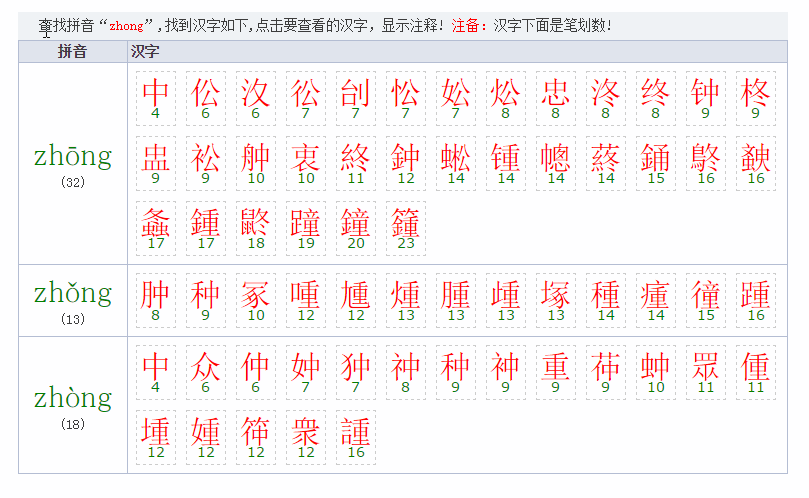 查找拼音“zhong”,找到汉字如下,点击要查看的汉字,显示注释! 注备:汉字下面是笔划数!
拼音 汉字
zhōng
(32)
中 伀 汷 彸 刣 忪 妐 炂 忠 泈 终 钟 柊
4 6 6 7 7 7 7 8 8 8 8 9 9
盅 衳 舯 衷 終 鈡 蜙 锺 幒 蔠 銿
9 9 10 10 11 12 14 14 14 14 15 16 16
螽 鍾 鼨 蹱 鐘 籦
17 17 18 19 20 23
zhǒng
(13)
肿 种 冢 喠 尰 煄 腫 歱 塚 種 瘇 徸 踵
8 9 10 12 12 13 13 13 13 14 14 15 16
zhòng
(18)
中 众 仲 妕 狆 祌 种 衶 重 茽 蚛 眾 偅
4 6 6 7 7 8 9 9 9 9 10 11 11
堹 媑 筗 衆 諥
12 12 12 12 16